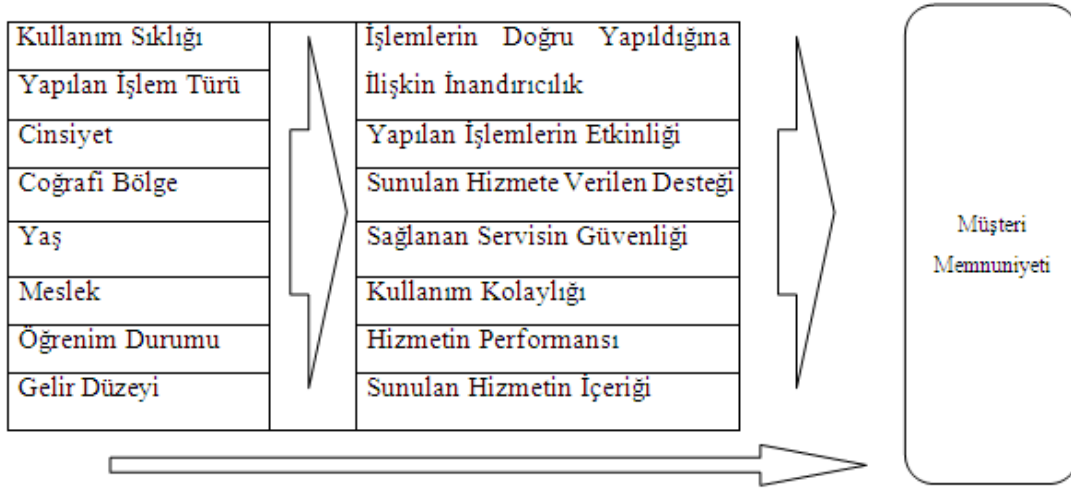 Kullanım Sıklığı
Yapılan İşlem Türü
Cinsiyet
Coğrafi Bölge
Yaş
Meslek
Öğrenim Durumu
Gelir Düzeyi
İşlemlerin Doğru Yapıldığına
İlişkin İnandırıcılık
Yapılan İşlemlerin Etkinliği
Sunulan Hizmete Verilen Desteği
Sağlanan Servisin Güvenliği
Kullanım Kolaylığı
Hizmetin Performansı
Sunulan Hizmetin İçeriği
Müşteri
Memnuniyeti